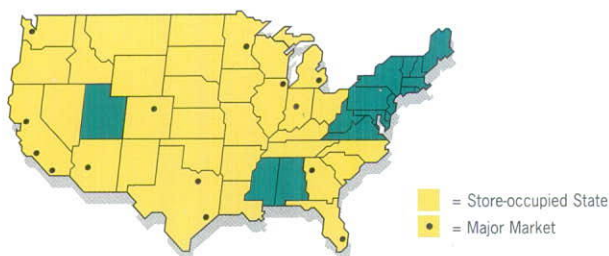 = Store-occupied State
= Major Market